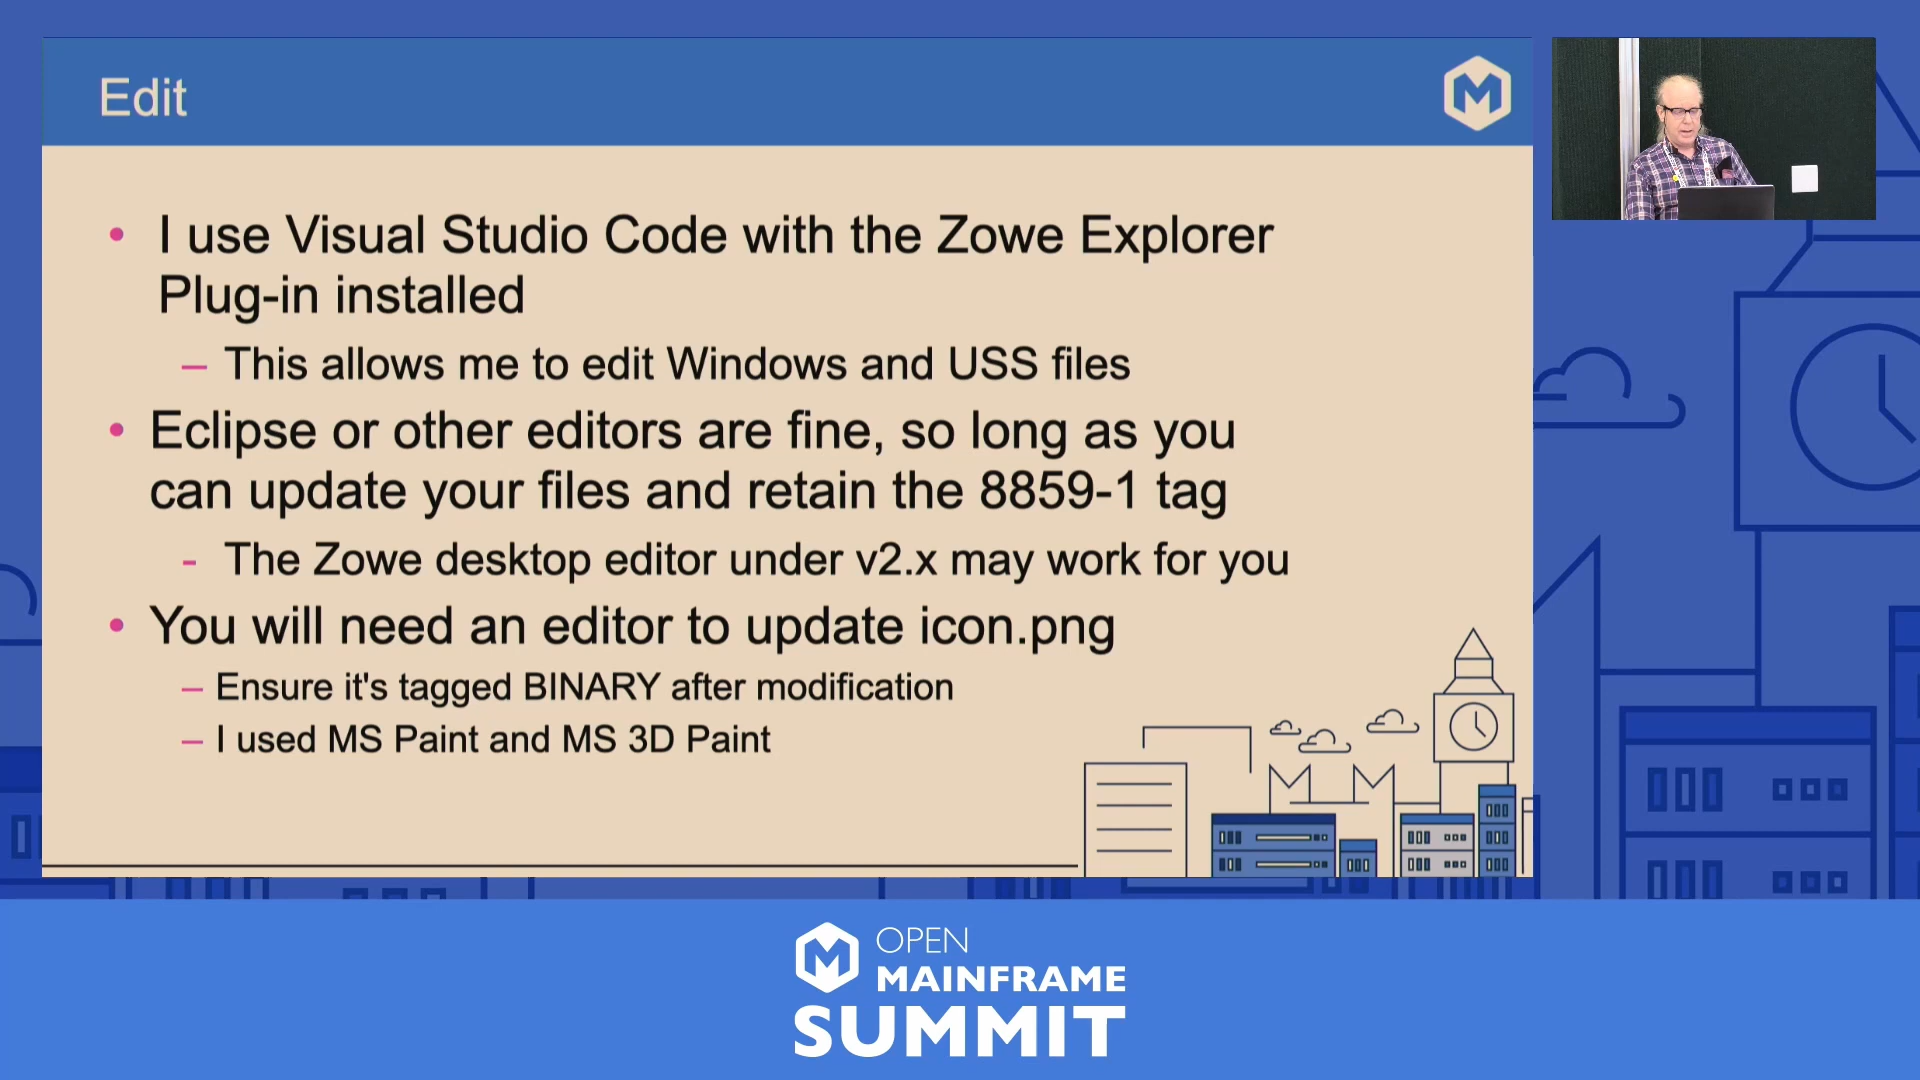 Edit
• I use Visual Studio Code with the Zowe Explorer
Plug-in installed
– This allows me to edit Windows and USS files
• Eclipse or other editors are fine, so long as you
can update your files and retain the 8859-1 tag
- The Zowe desktop editor under v2.x may work for you
• You will need an editor to update icon.png
– Ensure it's tagged BINARY after modification
– I used MS Paint and MS 3D Paint
OPEN
MAINFRAME
SUMMIT